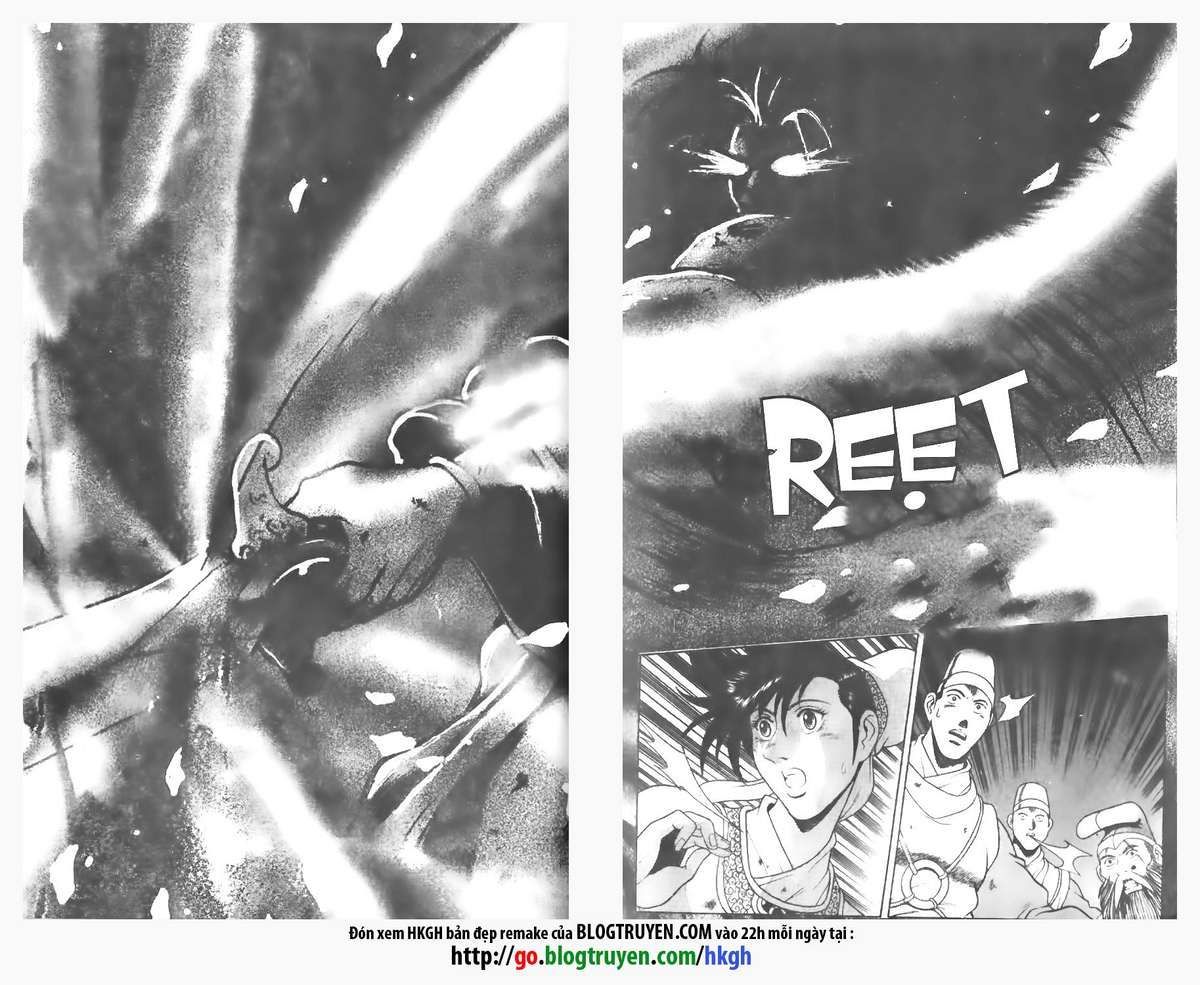 REẸT
Đón xem HKGH bản đẹp remake của BLOGTRUYEN.COM vào 22h mỗi ngày tại :
http://go.blogtruyen.com/hkgh